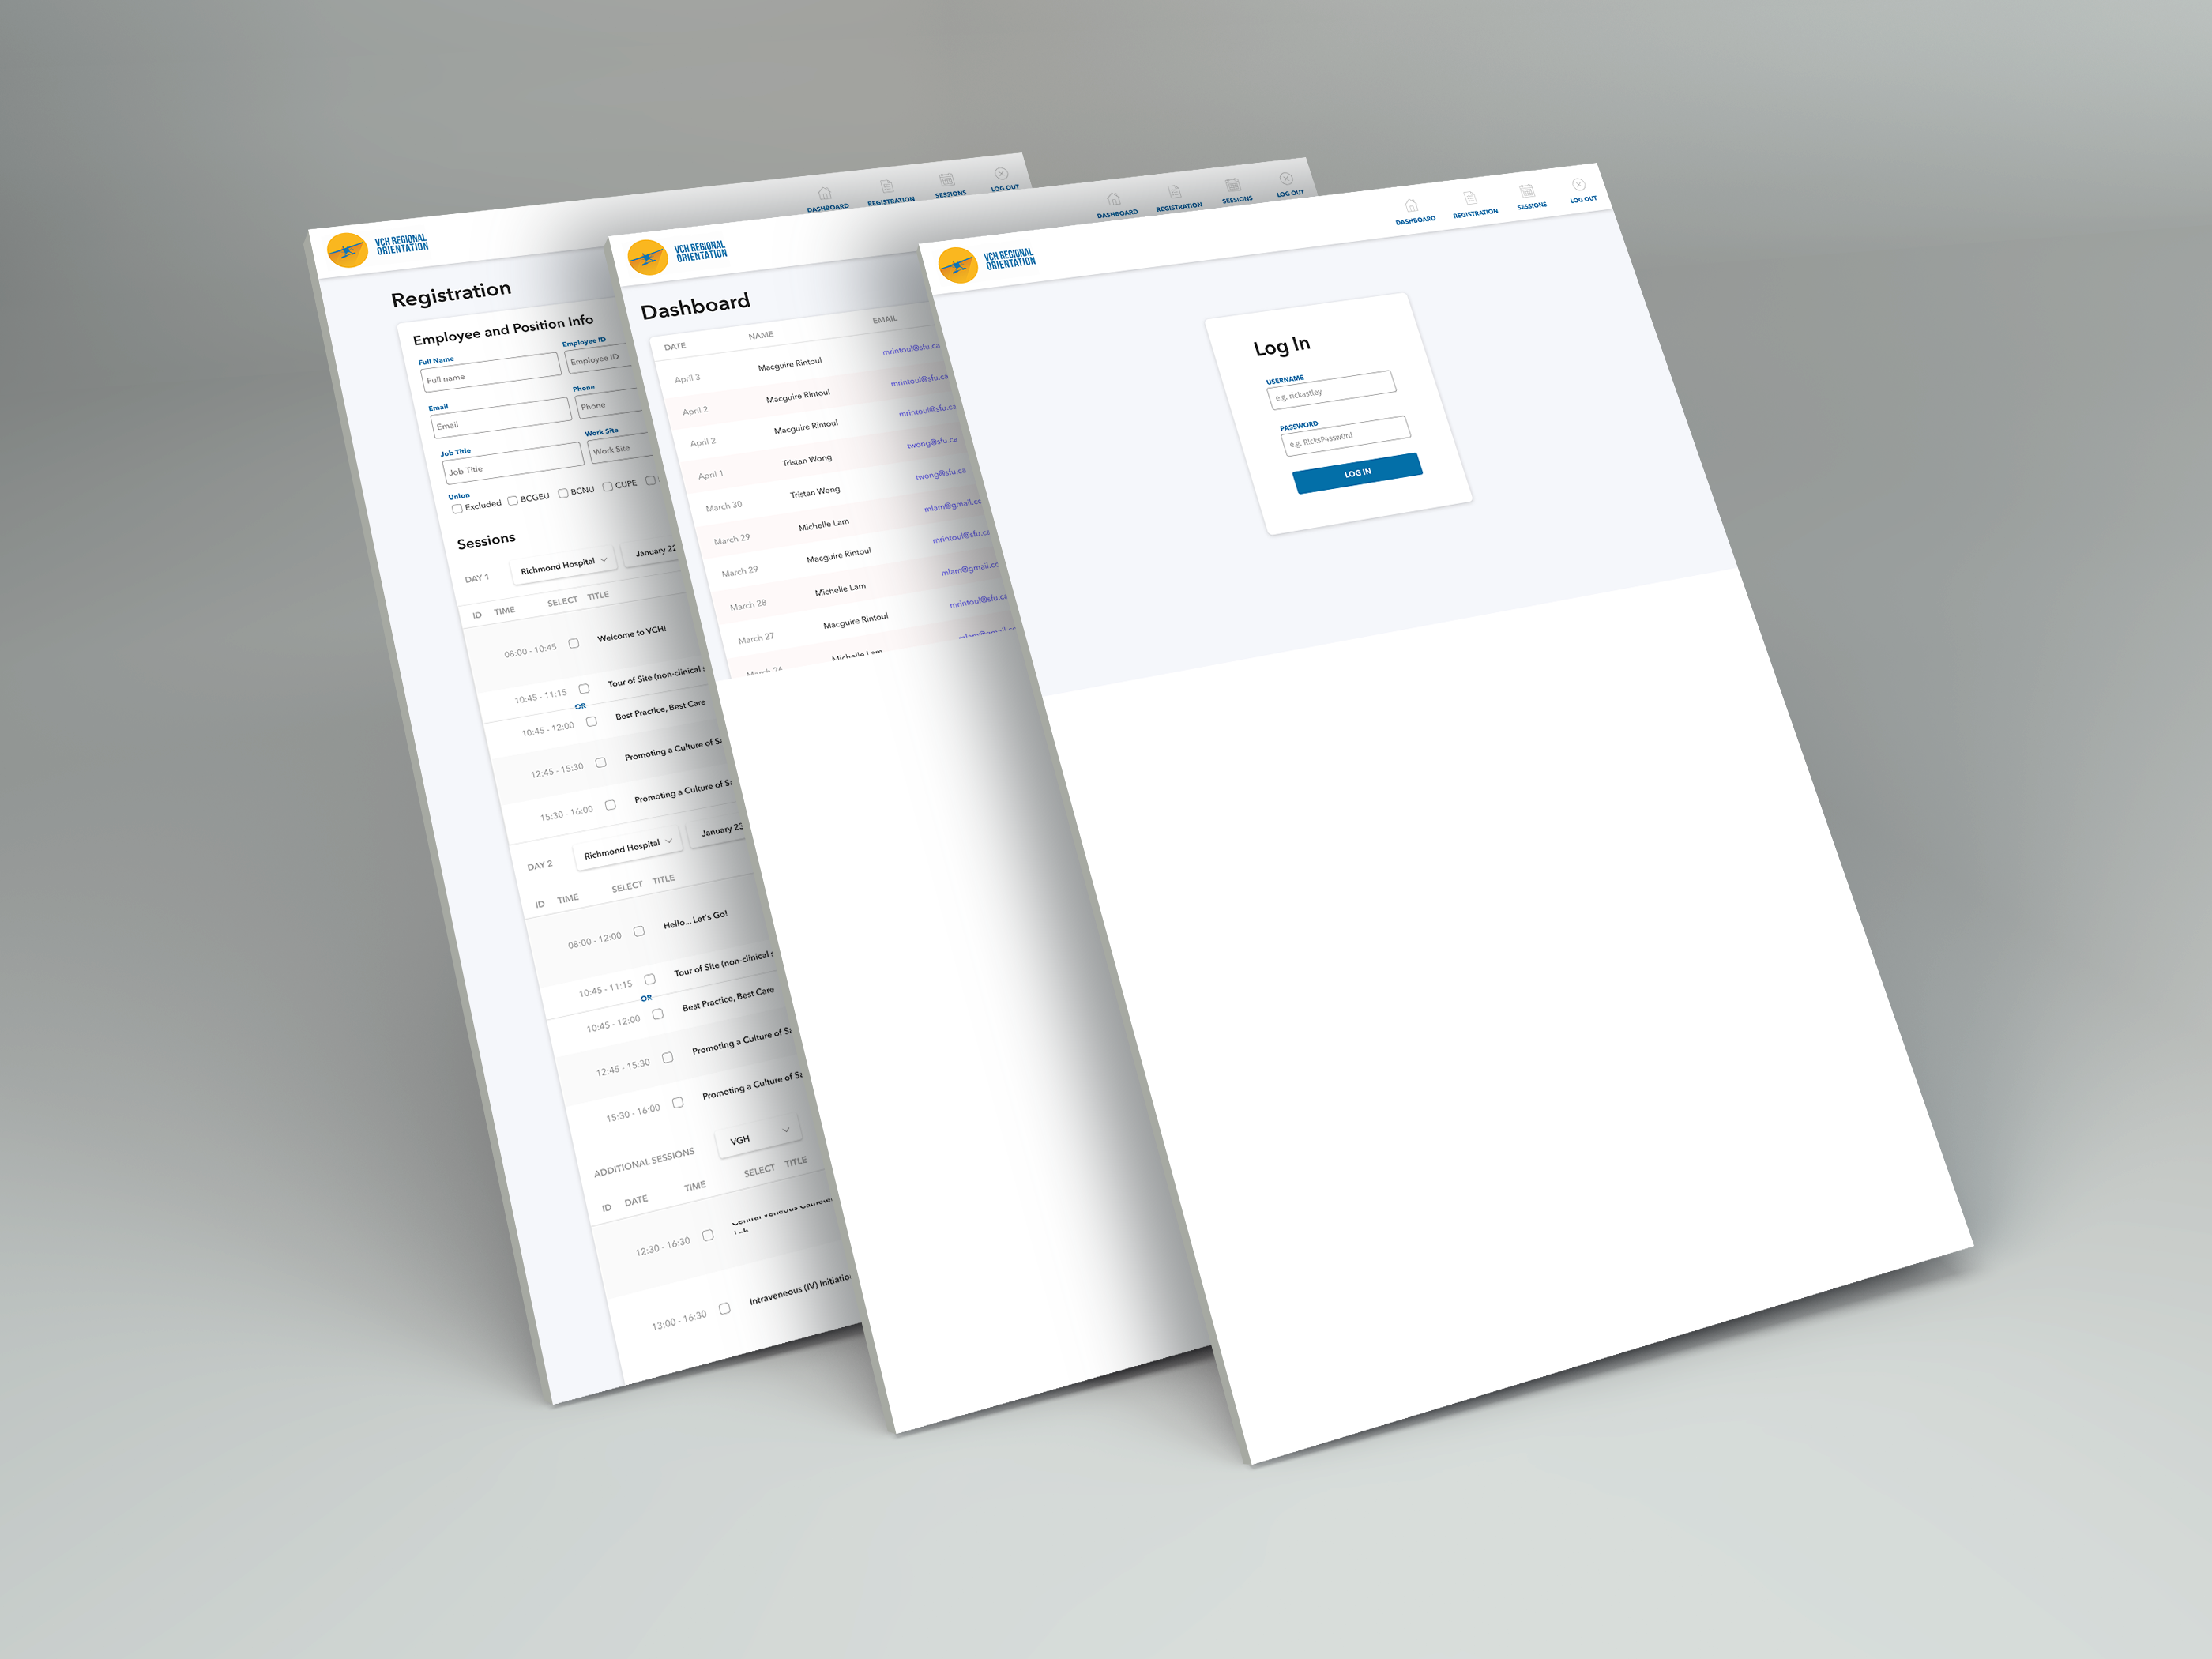 DASHBOARD
REGISTRATION
SESSIONS
LOG OUT
VCH REGIONAL
ORIENTATION
Registration
Employee and Position Info
Full Name
Employee ID
Full name
Employee ID
Email
Phone
Email
Phone
Job Title
Work Site
Job Title
Work Site
Union
Excluded BCGEU BCNU CUPE
Sessions
DAY 1 Richmond Hospital January 22
ID TIME SELECT TITLE
08:00 - 10:45 Welcome to VCH!
10:45 - 11:15 Tour of Site (non-clinical
OR
10:45 - 12:00 Best Practice, Best Care
12:45 - 15:30 Promoting a Culture of
15:30 - 16:00 Promoting a Culture of
DAY 2 Richmond Hospital January 23
ID TIME SELECT TITLE
08:00 - 12:00 Hello... Let's Go!
10:45 - 11:15 Tour of Site (non-clinical
OR
10:45 - 12:00 Best Practice, Best Care
12:45 - 15:30 Promoting a Culture of
15:30 - 16:00 Promoting a Culture of
ADDITIONAL SESSIONS VGH
ID DATE TIME SELECT TITLE
12:30 - 16:30 Central Veneous
13:00 - 16:30 Intraveneous (IV)
DASHBOARD
REGISTRATION
SESSIONS
LOG OUT
VCH REGIONAL
ORIENTATION
Dashboard
DATE NAME EMAIL
April 3 Macguire Rintoul mrintoul@sfu.ca
April 2 Macguire Rintoul mrintoul@sfu.ca
April 2 Macguire Rintoul mrintoul@sfu.ca
April 1 Tristan Wong twong@sfu.ca
March 30 Tristan Wong twong@sfu.ca
March 29 Michelle Lam mlam@gmail.cc
March 29 Macguire Rintoul mrintoul@sfu.ca
March 28 Michelle Lam mlam@gmail.cc
March 27 Macguire Rintoul mrintoul@sfu.ca
March 26 Michelle Lam mlam@gmail.cc
DASHBOARD
REGISTRATION
SESSIONS
LOG OUT
VCH REGIONAL
ORIENTATION
Log In
USERNAME
e.g. rickastley
PASSWORD
e.g. R!cksP4ssw0rd
LOG IN